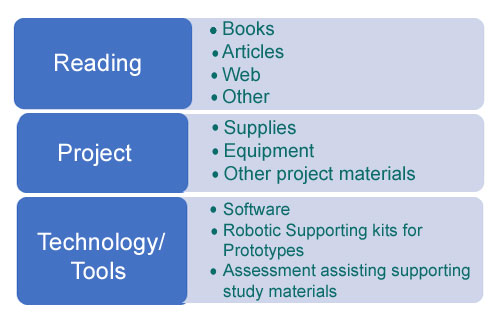 Reading
• Books
• Articles
• Web
• Other
Project
• Supplies
• Equipment
• Other project materials
Technology/
Tools
• Software
• Robotic Supporting kits for
Prototypes
• Assessment assisting supporting
study materials